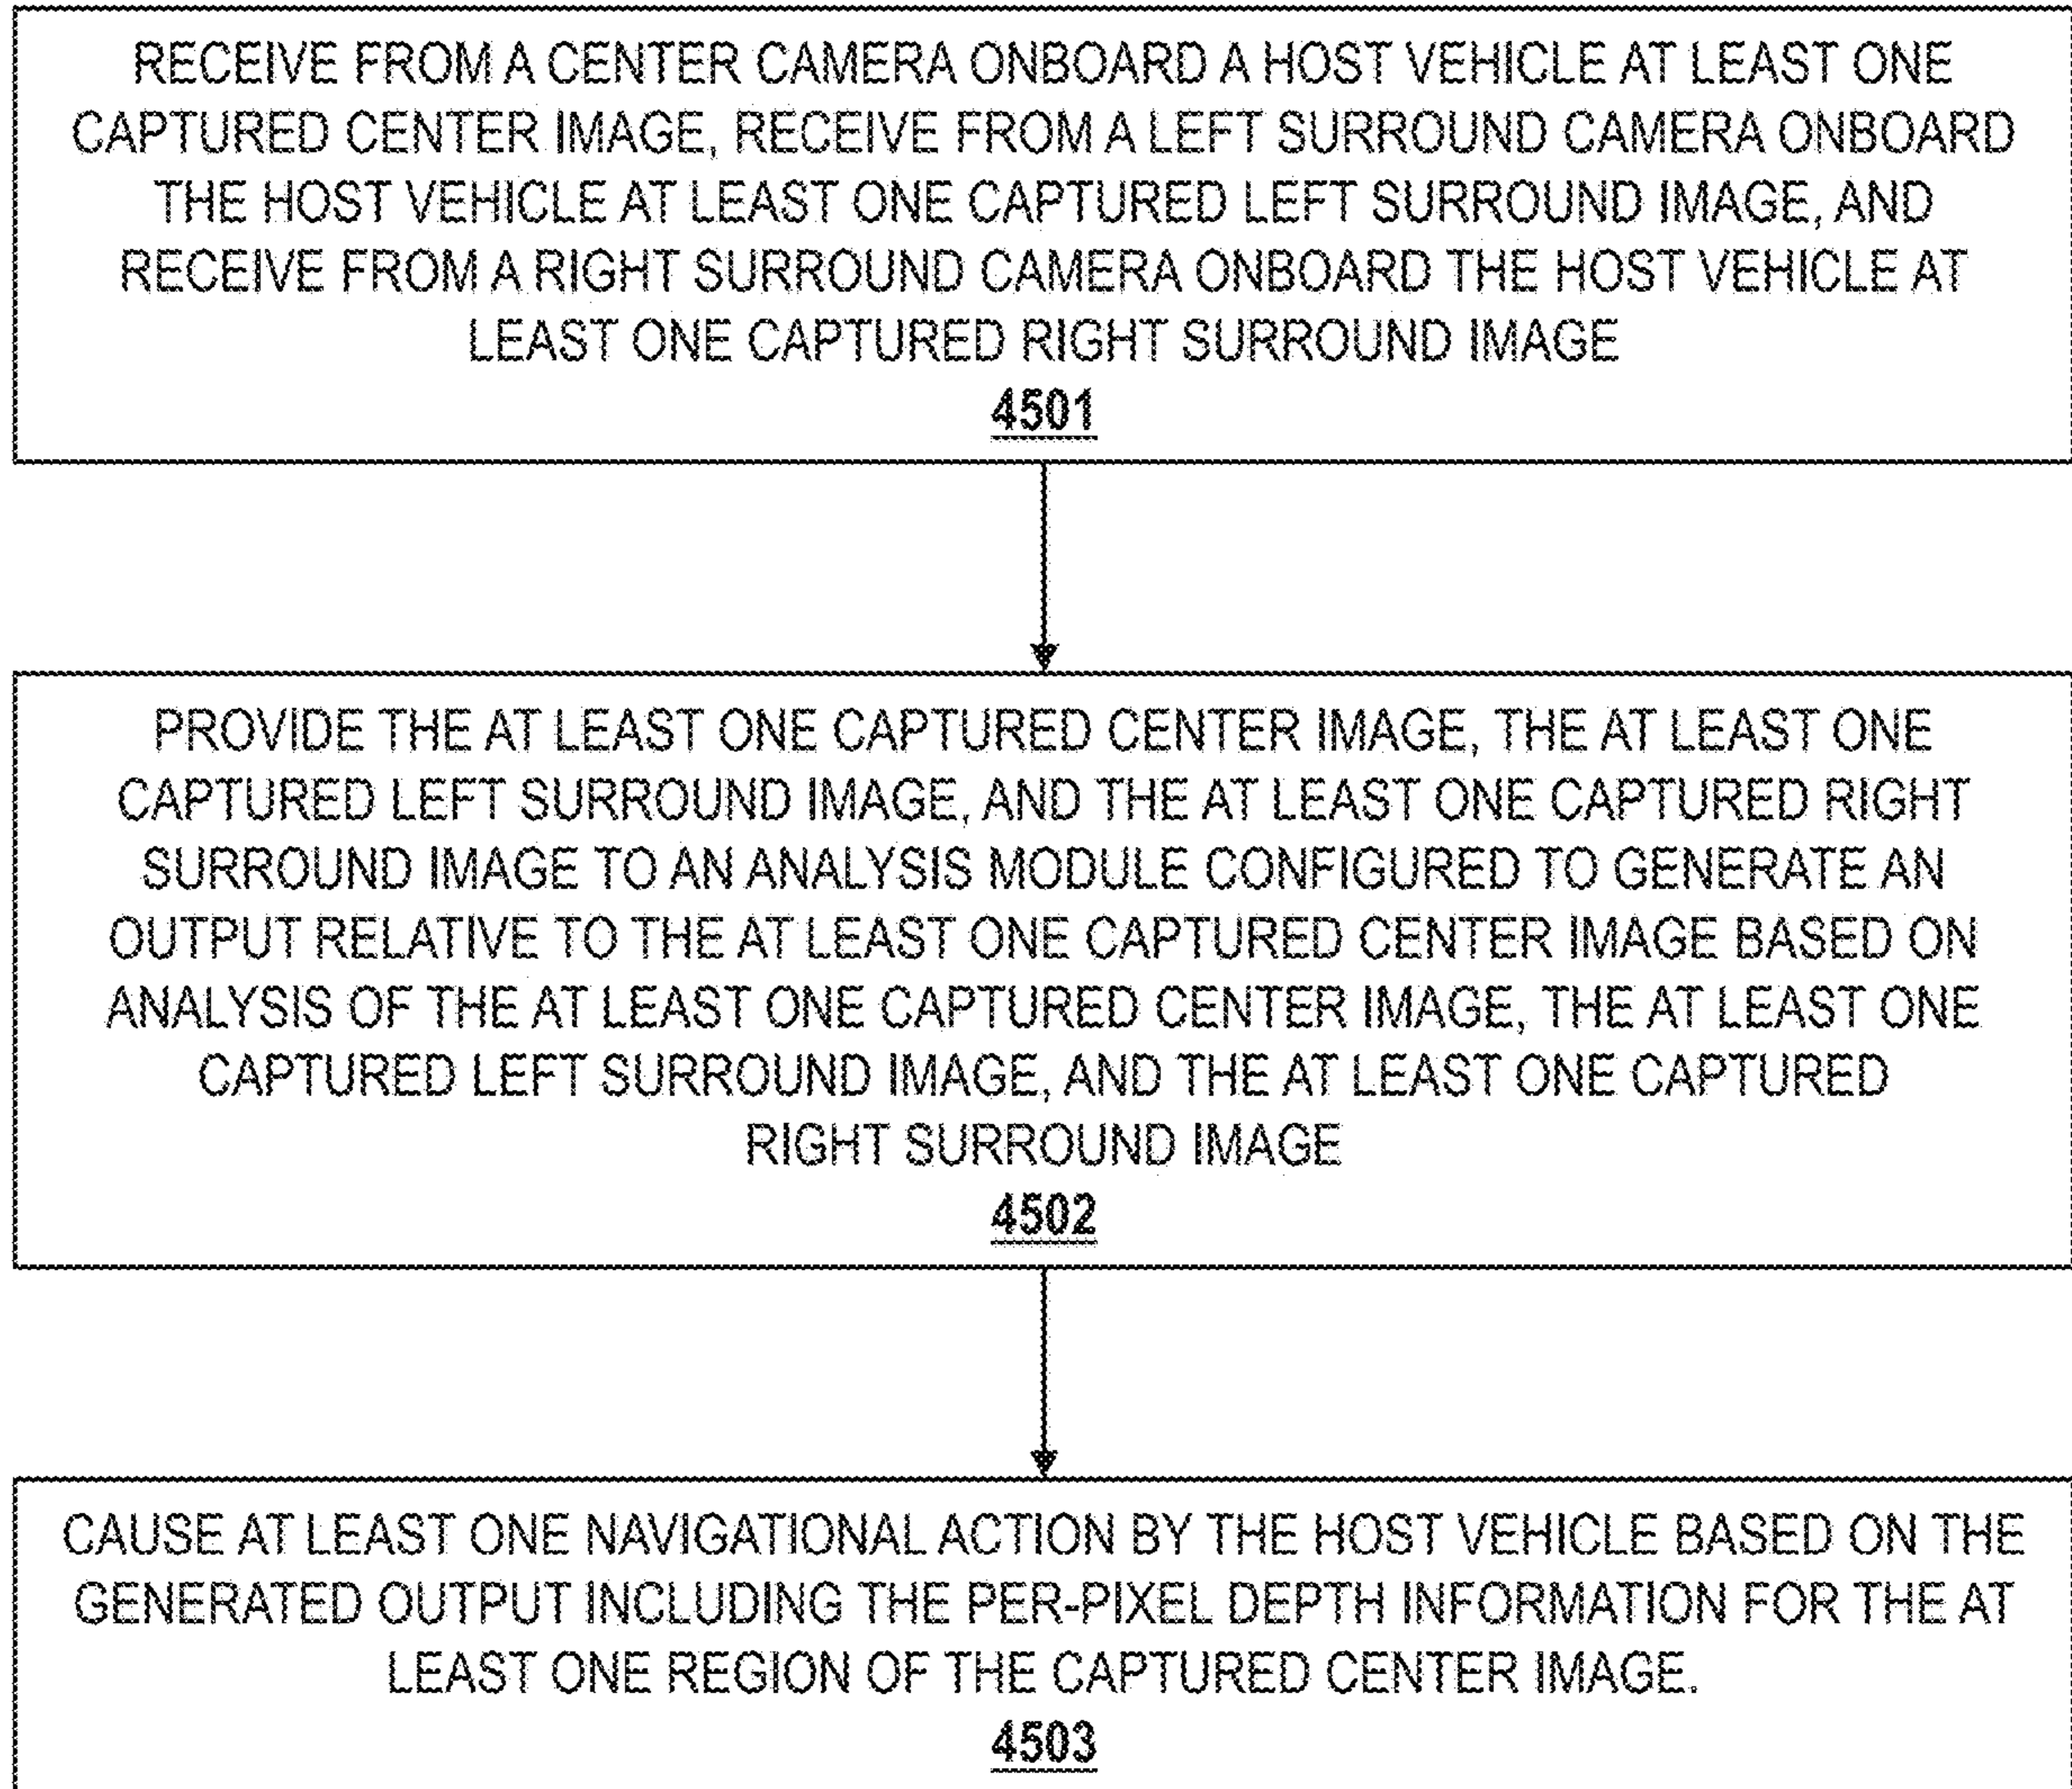 RECEIVE FROM A CENTER CAMERA ONBOARD A HOST VEHICLE AT LEAST ONE
CAPTURED CENTER IMAGE, RECEIVE FROM A LEFT SURROUND CAMERA ONBOARD
THE HOST VEHICLE AT LEAST ONE CAPTURED LEFT SURROUND IMAGE, AND
RECEIVE FROM A RIGHT SURROUND CAMERA ONBOARD THE HOST VEHICLE AT
LEAST ONE CAPTURED RIGHT SURROUND IMAGE
4501
PROVIDE THE AT LEAST ONE CAPTURED CENTER IMAGE, THE AT LEAST ONE
CAPTURED LEFT SURROUND IMAGE, AND THE AT LEAST ONE CAPTURED RIGHT
SURROUND IMAGE TO AN ANALYSIS MODULE CONFIGURED TO GENERATE AN
OUTPUT RELATIVE TO THE AT LEAST ONE CAPTURED CENTER IMAGE BASED ON
ANALYSIS OF THE AT LEAST ONE CAPTURED CENTER IMAGE, THE AT LEAST ONE
CAPTURED LEFT SURROUND IMAGE, AND THE AT LEAST ONE CAPTURED
RIGHT SURROUND IMAGE
4502
CAUSE AT LEAST ONE NAVIGATIONAL ACTION BY THE HOST VEHICLE BASED ON THE
GENERATED OUTPUT INCLUDING THE PER-PIXEL DEPTH INFORMATION FOR THE AT
LEAST ONE REGION OF THE CAPTURED CENTER IMAGE.
4503